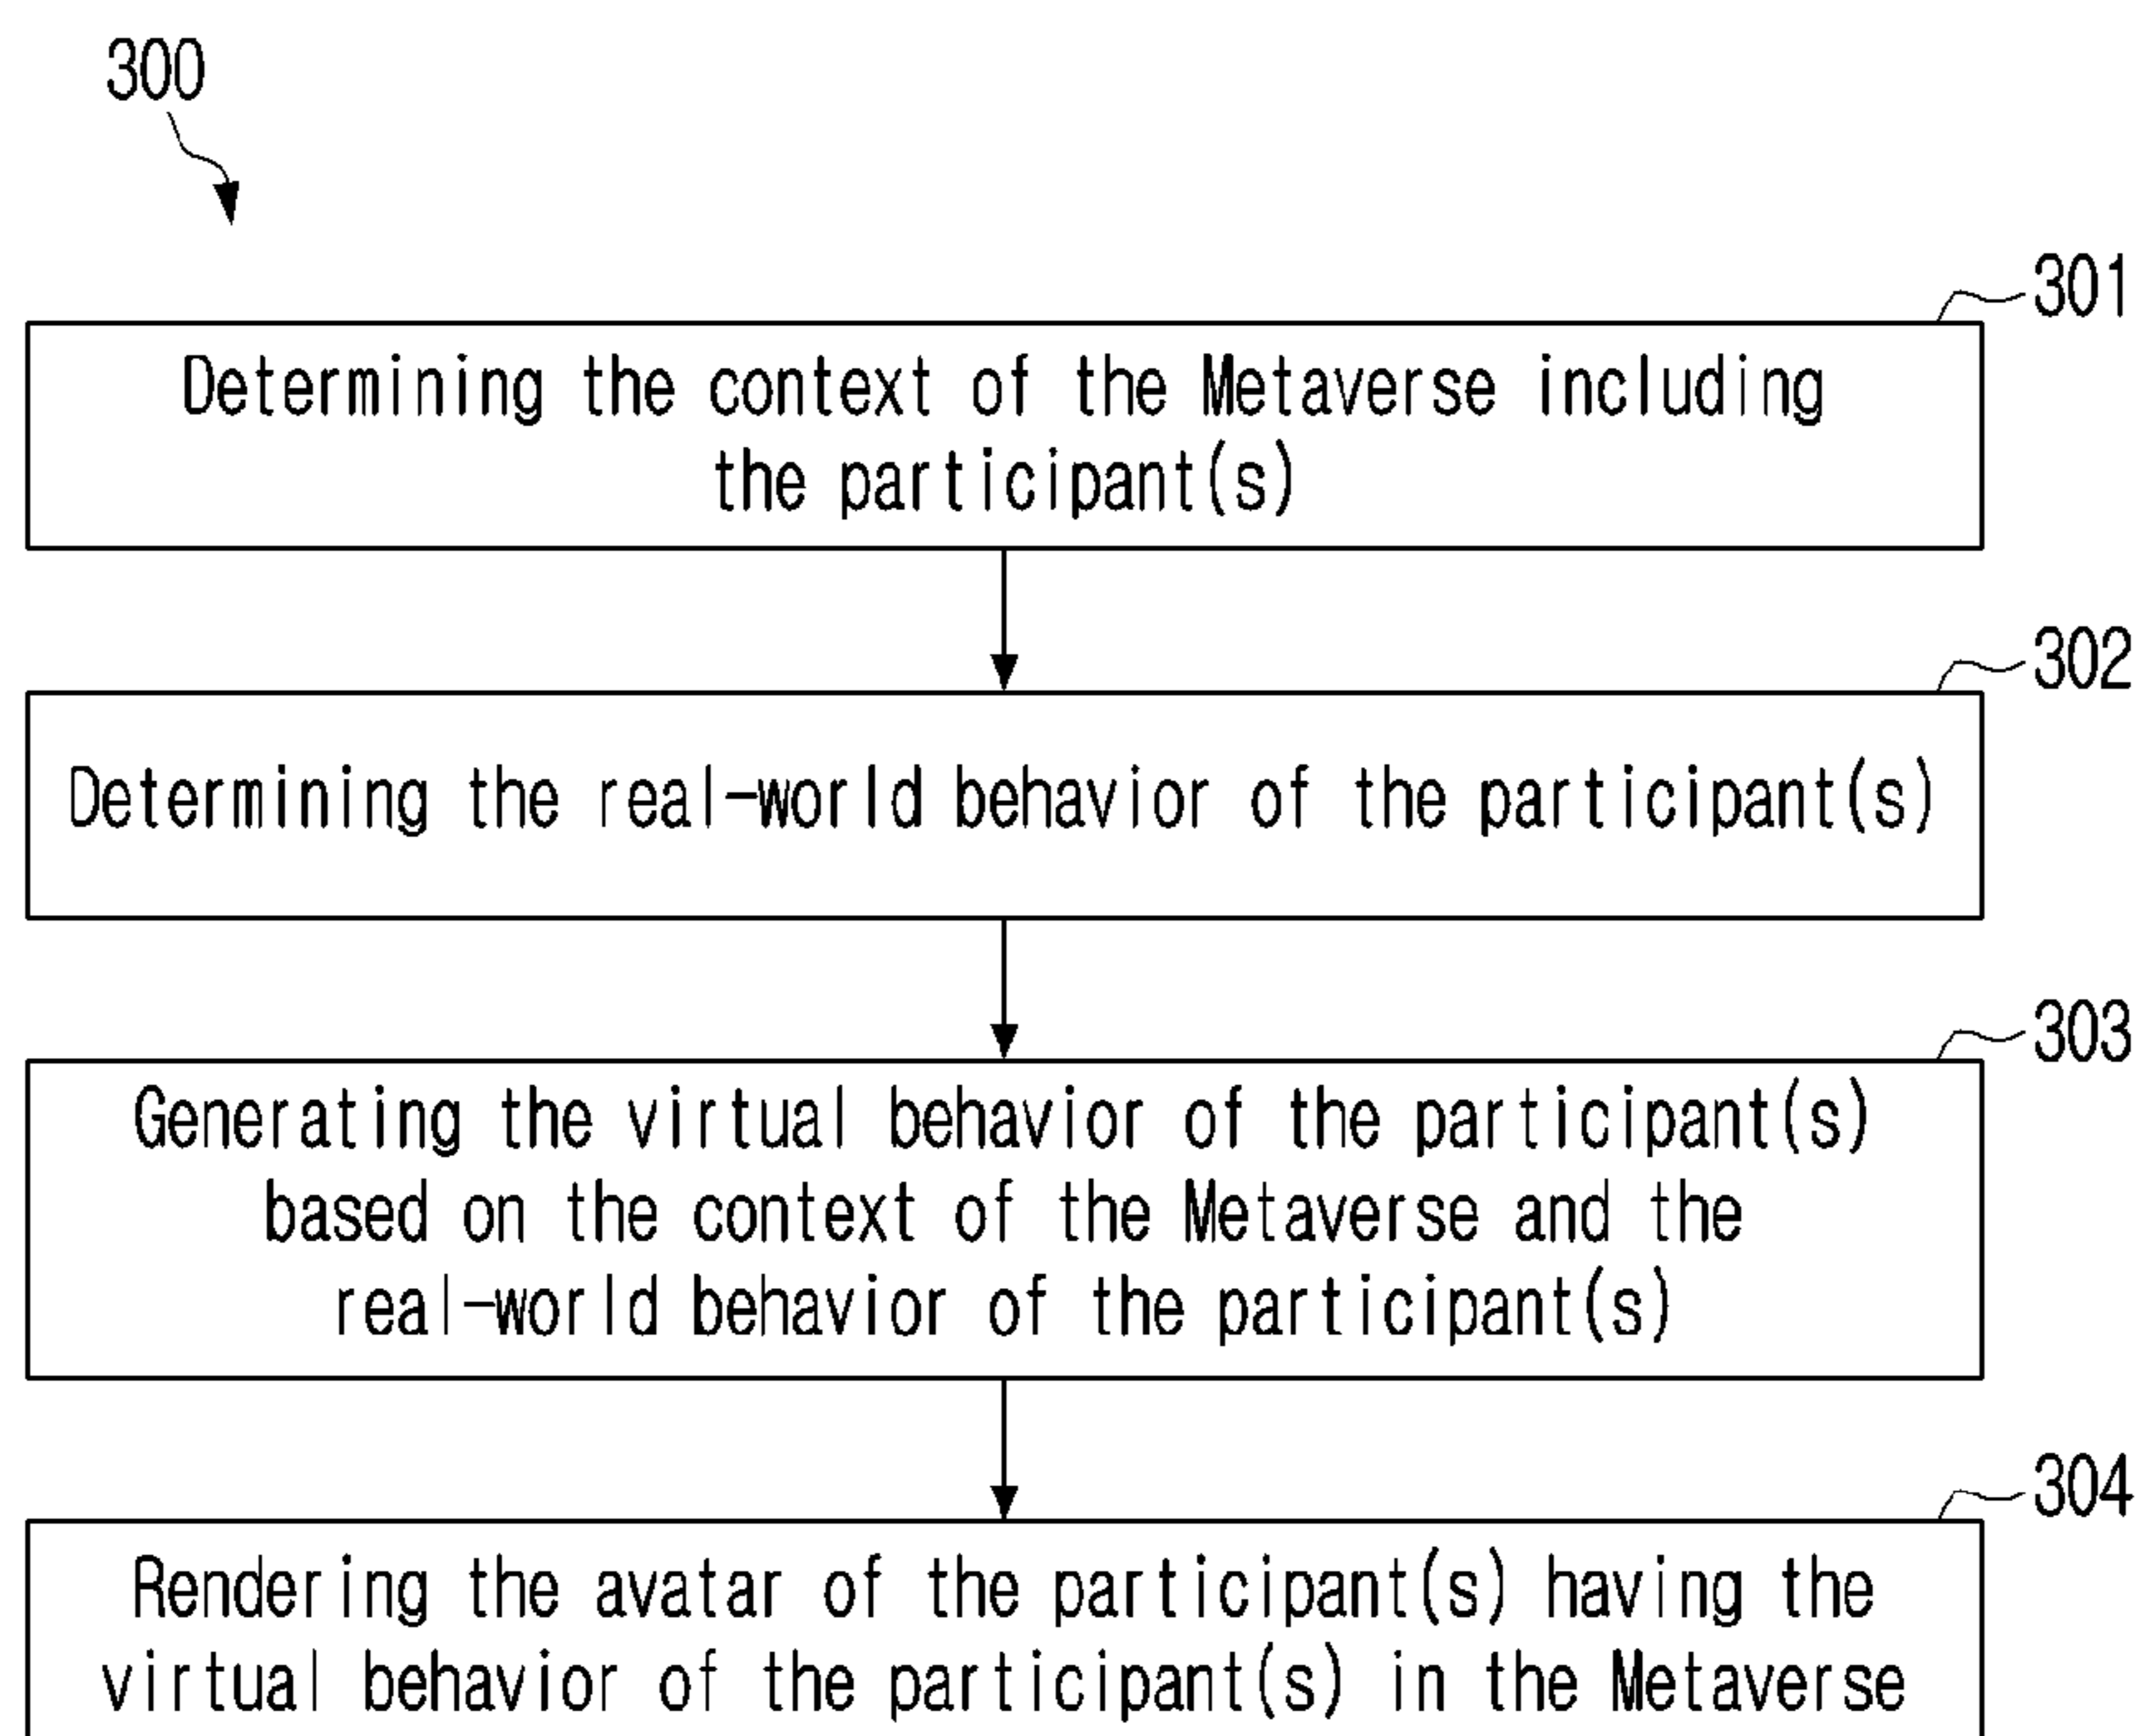 300
301
Determining the context of the Metaverse including
the participant(s)
302
Determining the real-world behavior of the participant(s)
303
Generating the virtual behavior of the participant(s)
based on the context of the Metaverse and the
real-world behavior of the participant(s)
304
Rendering the avatar of the participant(s) having the
virtual behavior of the participant(s) in the Metaverse